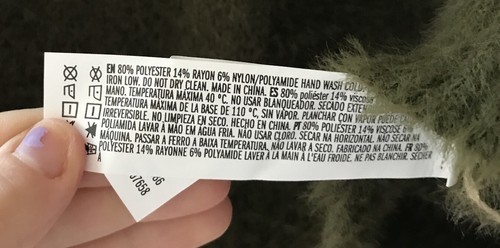 EN 80% POLYESTER 14% RAYON 6% NYLON/POLYAMIDE HAND WASH COLD
IRON LOW. DO NOT DRY CLEAN. MADE IN CHINA. ES 80% poliéster 14% viscosa
MANO. TEMPERATURA MÁXIMA 40 °C. NO USAR BLANQUEADOR. SECADO EXTER
TEMPERATURA MÁXIMA DE LA BASE DE 110 °C, SIN VAPOR. PLANCHAR CON VAPOR PUEDE
IRREVERSIBLE. NO LIMPIEZA EN SECO. HECHO EN CHINA. PT 80% POLIÉSTER 14% VISCOSE 6%
POLIAMIDA LAVAR À MÃO EM ÁGUA FRIA. NÃO USAR CLORO. SECAR NA HORIZONTAL. NÃO SECAR NA
MÁQUINA, PASSAR A FERRO A BAIXA TEMPERATURA, NÃO LAVAR A SECO. FABRICADO NA CHINA. FR 80%
POLYESTER 14% RAYONNE 6% POLYAMIDE LAVER À LA MAIN À L'EAU FROIDE. NE PAS BLANCHIR. SÉCHER
À
86
37658